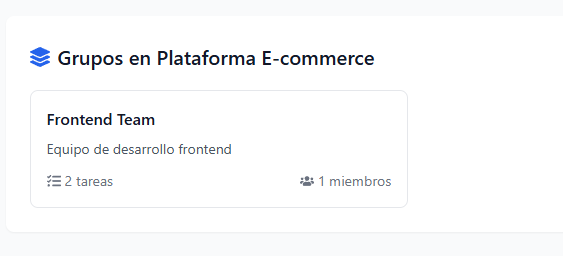 Grupos en Plataforma E-commerce
Frontend Team
Equipo de desarrollo frontend
2 tareas
1 miembros